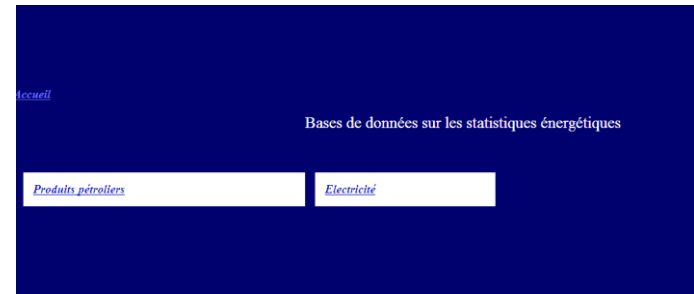 Accueil
Bases de données sur les statistiques énergétiques
Produits pétroliers
Electricité